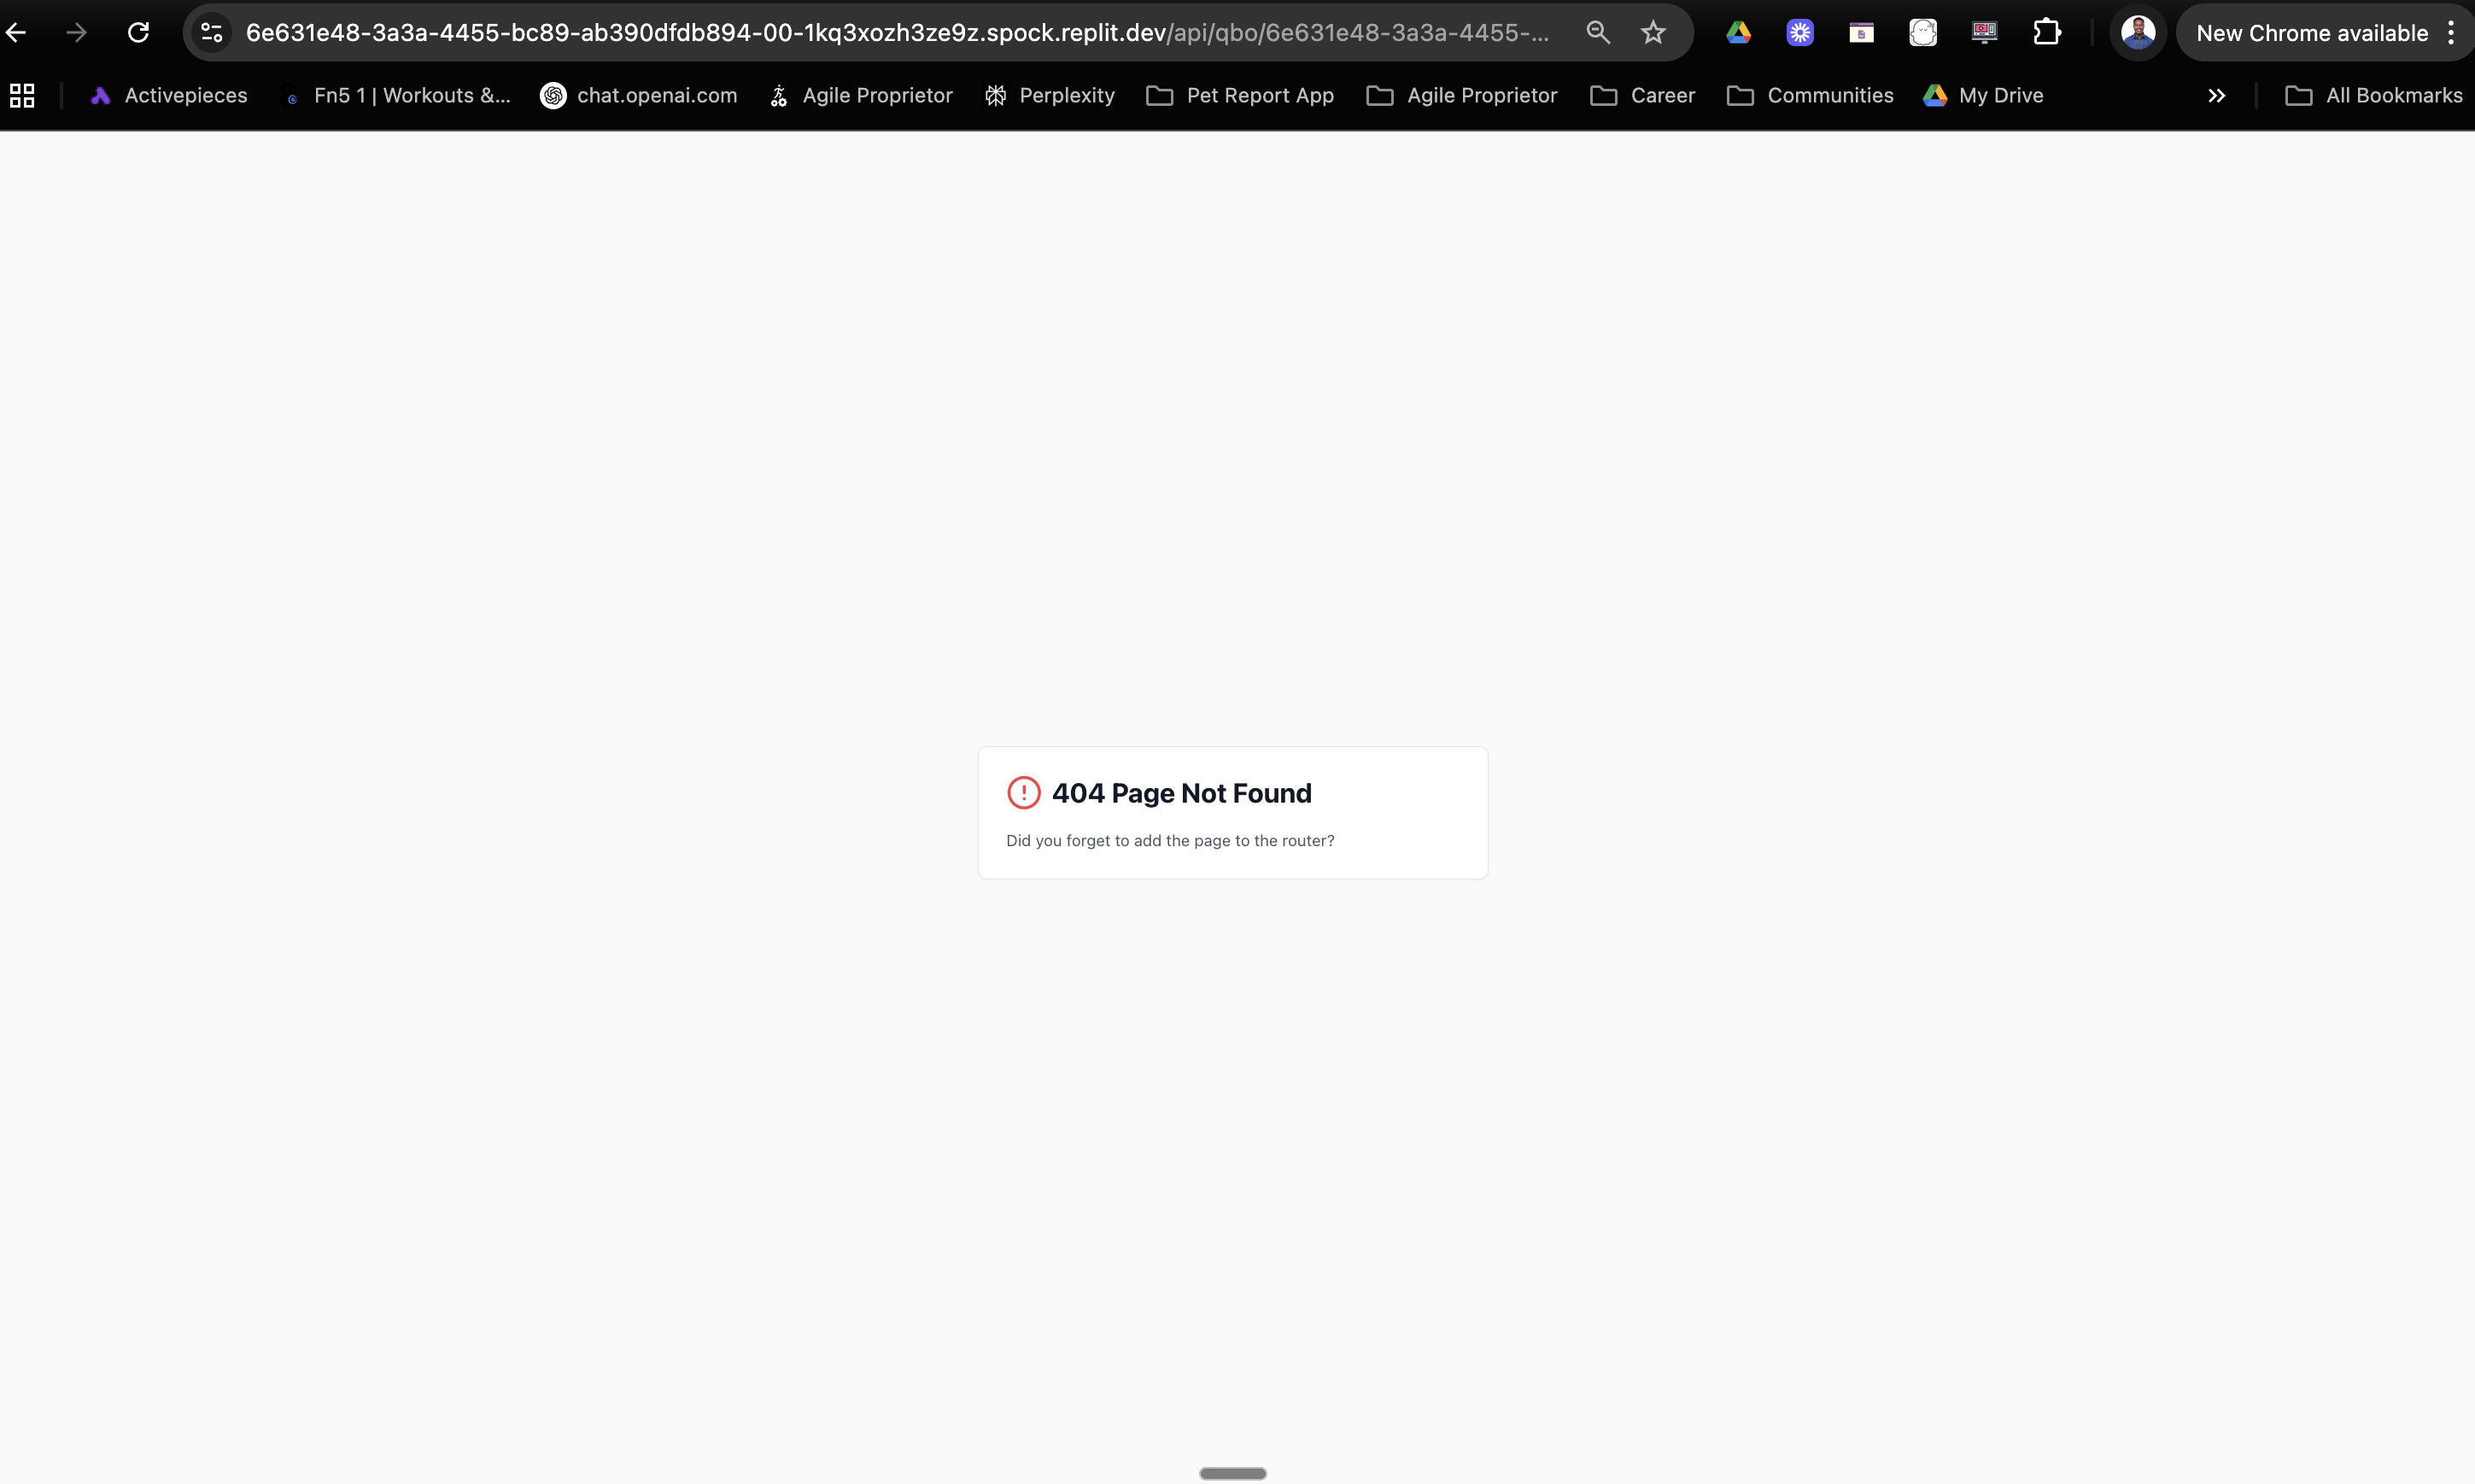 6e631e48-3a3a-4455-bc89-ab390dfdb894-00-1kq3xozh3ze9z.spock.replit.dev/api/qbo/6e631e48-3a3a-4455-...
New Chrome available
Activepieces
Fn5 1 | Workouts &...
chat.openai.com
Agile Proprietor
Perplexity
Pet Report App
Agile Proprietor
Career
Communities
My Drive
All Bookmarks
404 Page Not Found
Did you forget to add the page to the router?